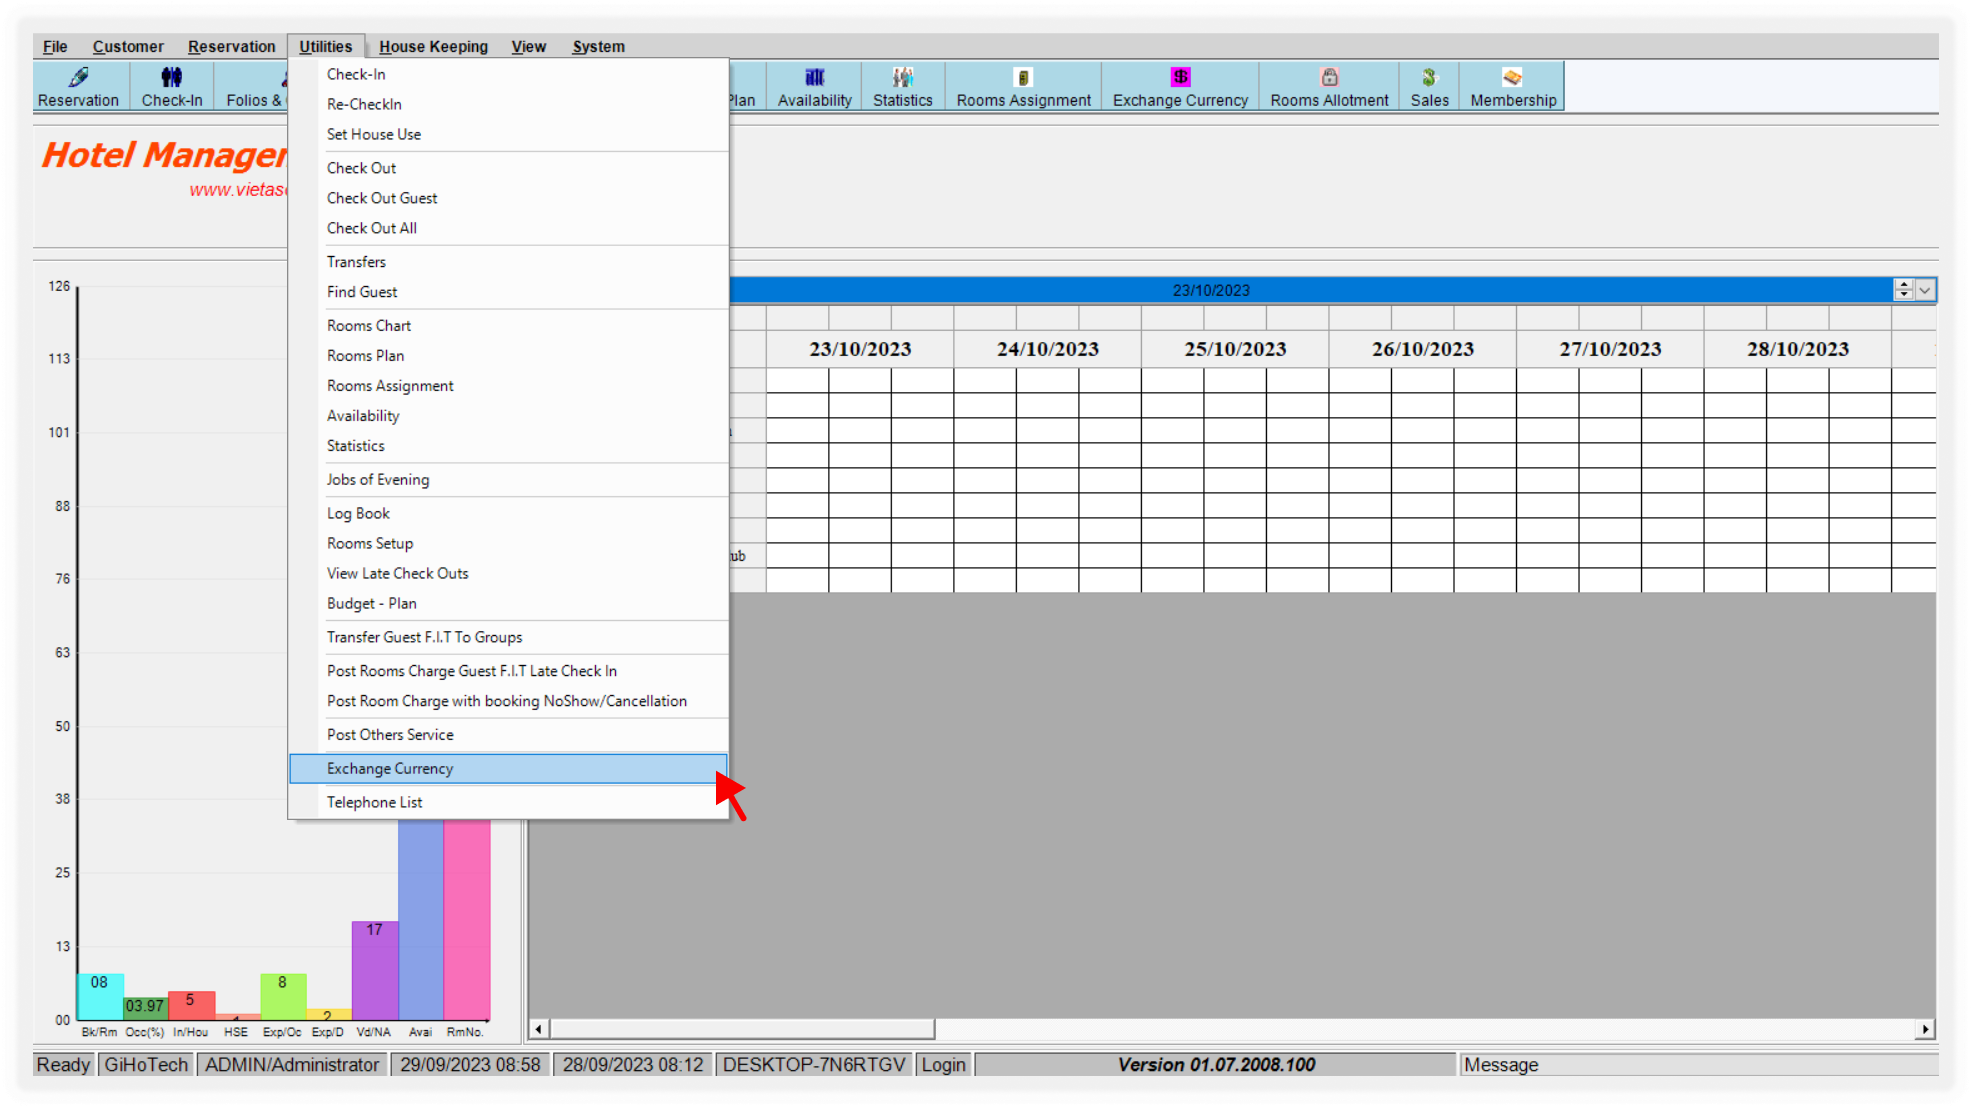 File Customer Reservation Utilities House Keeping View System
Reservation Check-In Folios & Plan Availability Statistics Rooms Assignment Exchange Currency Rooms Allotment Sales Membership
Hotel Manager
www.vietas
Check-In
Re-CheckIn
Set House Use
Check Out
Check Out Guest
Check Out All
Transfers
Find Guest
Rooms Chart
Rooms Plan
Rooms Assignment
Availability
Statistics
Jobs of Evening
Log Book
Rooms Setup
View Late Check Outs
Budget - Plan
Transfer Guest F.I.T To Groups
Post Rooms Charge Guest F.I.T Late Check In
Post Room Charge with booking NoShow/Cancellation
Post Others Service
Exchange Currency
Telephone List
23/10/2023
23/10/2023 24/10/2023 25/10/2023 26/10/2023 27/10/2023 28/10/2023
ub
126
113
101
88
76
63
50
38
25
13
00
08 03.97 5 8 2 17
Bk/Rm Occ(%) In/Hou HSE Exp/Oc Exp/D Vd/NA Avai RmNo.
Ready GiHoTech ADMIN/Administrator 29/09/2023 08:58 28/09/2023 08:12 DESKTOP-7N6RTGV Login Version 01.07.2008.100 Message